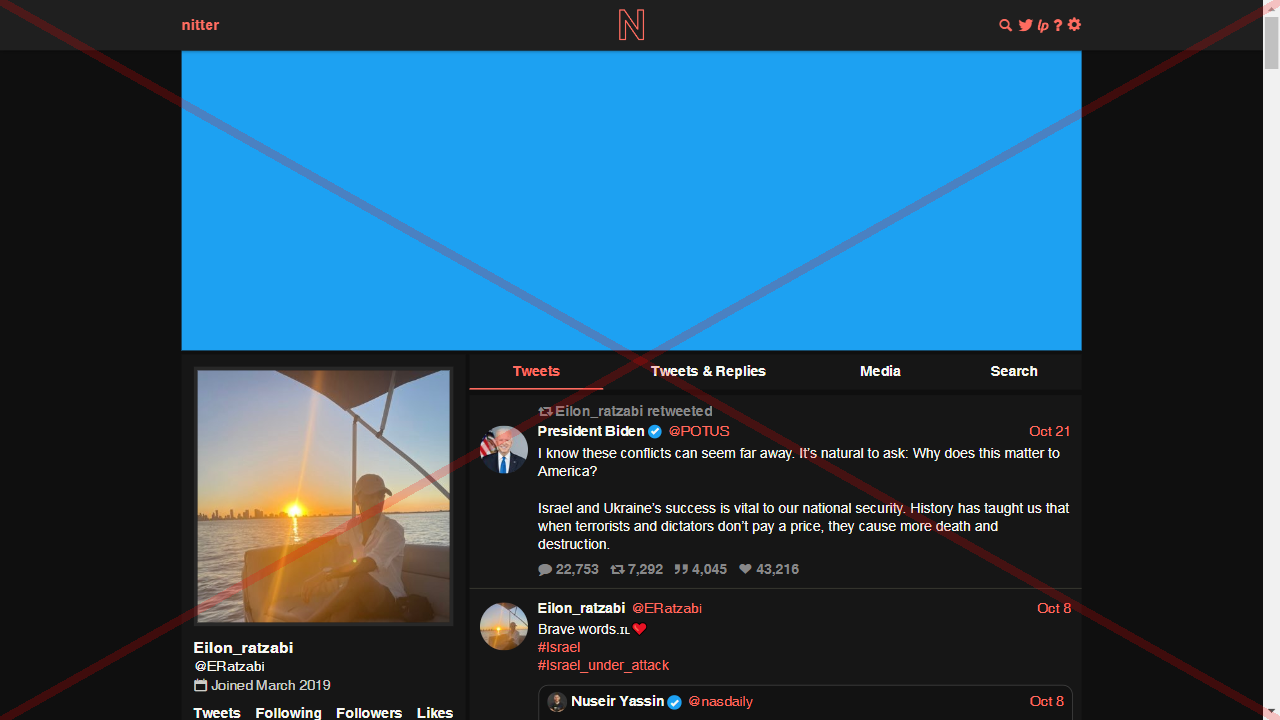 nitter
N
lp ?
Tweets
Tweets & Replies
Media
Search
Eilon_ratzabi retweeted
President Biden @POTUS Oct 21
I know these conflicts can seem far away. It’s natural to ask: Why does this matter to
America?
Israel and Ukraine’s success is vital to our national security. History has taught us that
when terrorists and dictators don’t pay a price, they cause more death and
destruction.
22,753 7,292 4,045 43,216
Eilon_ratzabi @ERatzabi Oct 8
Brave words.🇮🇱❤
#Israel
#Israel_under_attack
Nuseir Yassin @nasdaily Oct 8
Eilon_ratzabi
@ERatzabi
Joined March 2019
Tweets Following Followers Likes